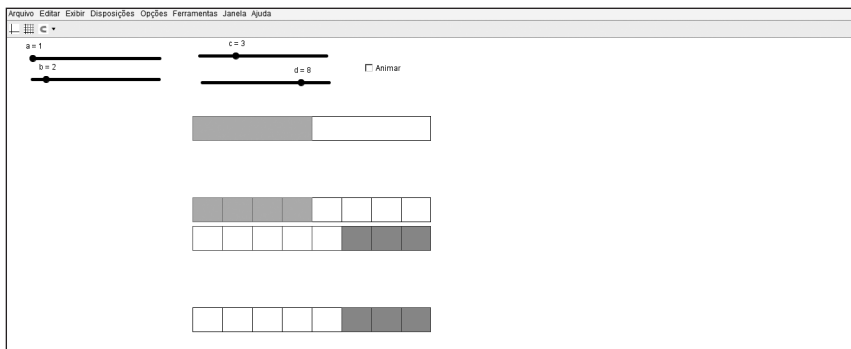 Arquivo Editar Exibir Disposições Opções Ferramentas Janela Ajuda
a = 1
c = 3
b = 2
d = 8
Animar